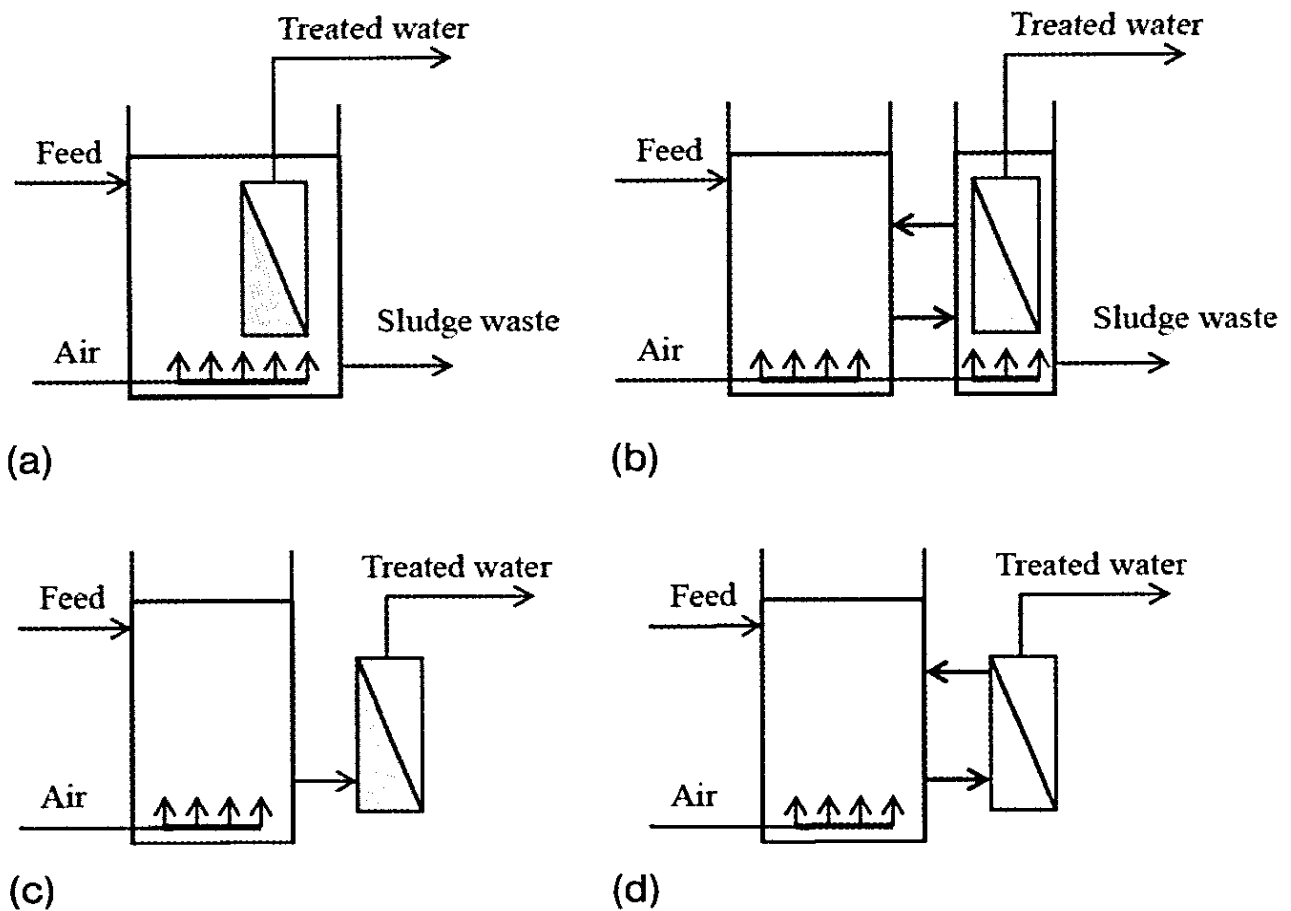 Treated water
Feed
Air
Sludge waste
(a)
Treated water
Feed
Air
Sludge waste
(b)
Treated water
Feed
Air
(c)
Treated water
Feed
Air
(d)